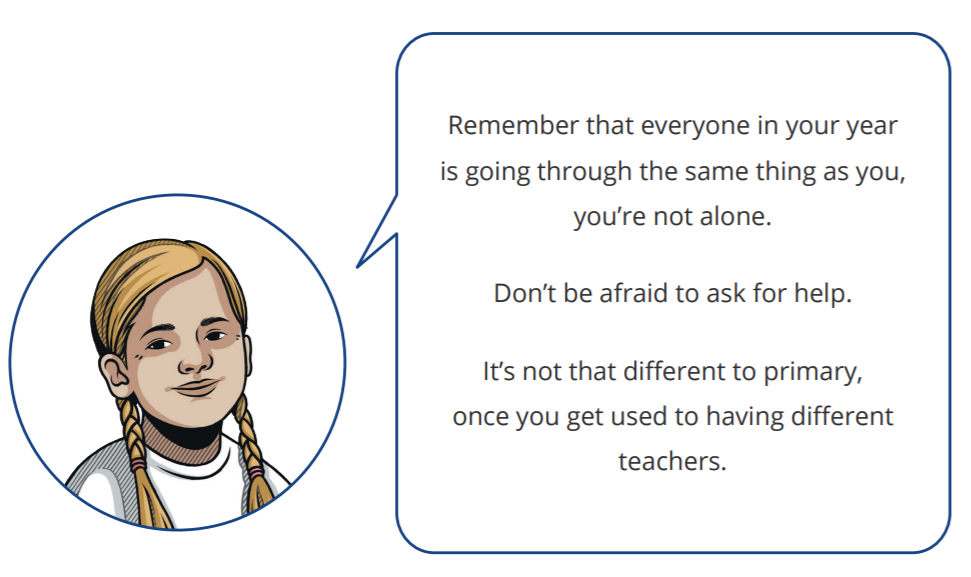 Remember that everyone in your year
is going through the same thing as you,
you’re not alone.
Don’t be afraid to ask for help.
It’s not that different to primary,
once you get used to having different
teachers.